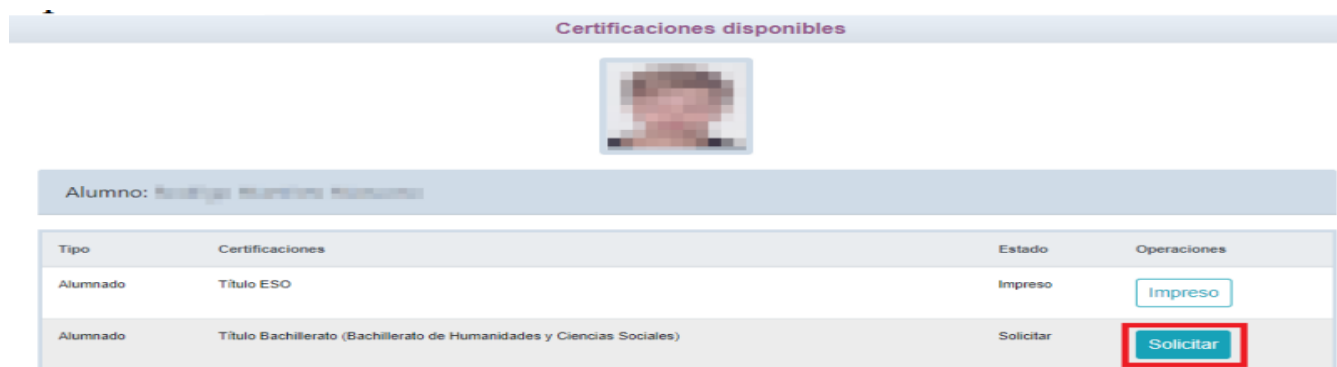 Certificaciones disponibles
Alumno:
Tipo Certificaciones Estado Operaciones
Alumnado Título ESO Impreso Impreso
Alumnado Título Bachillerato (Bachillerato de Humanidades y Ciencias Sociales) Solicitar Solicitar